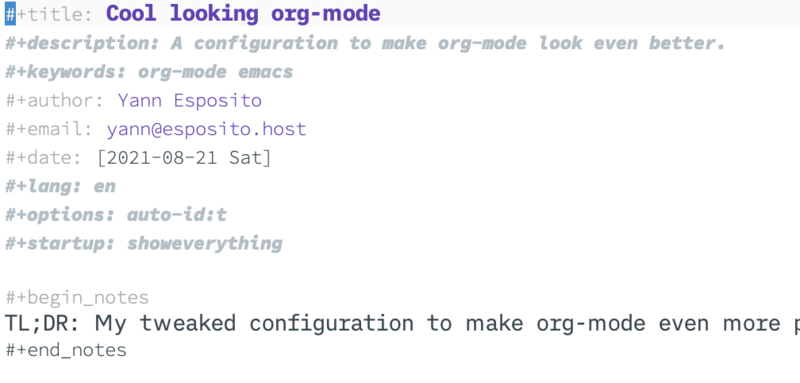 #+title: Cool looking org-mode
#+description: A configuration to make org-mode look even better.
#+keywords: org-mode emacs
#+author: Yann Esposito
#+email: yann@esposito.host
#+date: [2021-08-21 Sat]
#+lang: en
#+options: auto-id:t
#+startup: showeverything
#+begin_notes
TL;DR: My tweaked configuration to make org-mode even more
#+end_notes